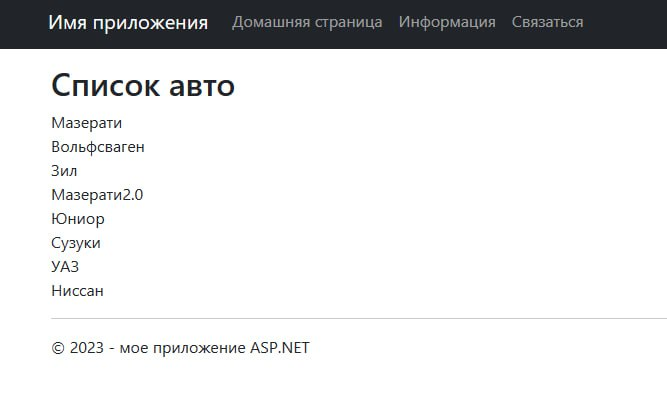 Имя приложения Домашняя страница Информация Связаться
Список авто
Мазерати
Вольфсваген
Зил
Мазерати2.0
Юниор
Сузуки
УАЗ
Ниссан
© 2023 - мое приложение ASP.NET